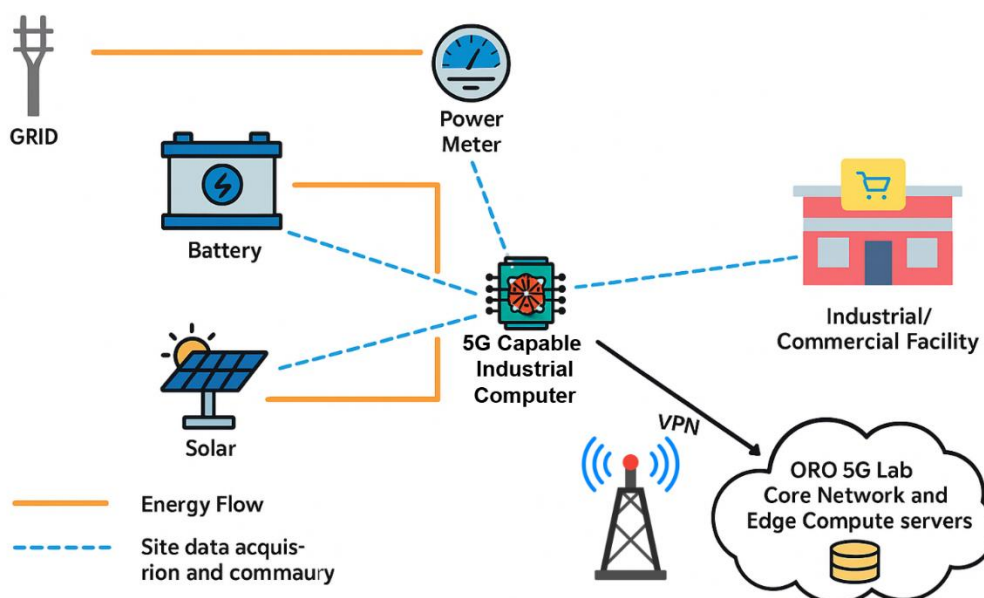 GRID
Power
Meter
Battery
Solar
5G Capable
Industrial
Computer
Industrial/
Commercial Facility
VPN
ORO 5G Lab
Core Network and
Edge Compute servers
Energy Flow
Site data acquis-
rion and commaury